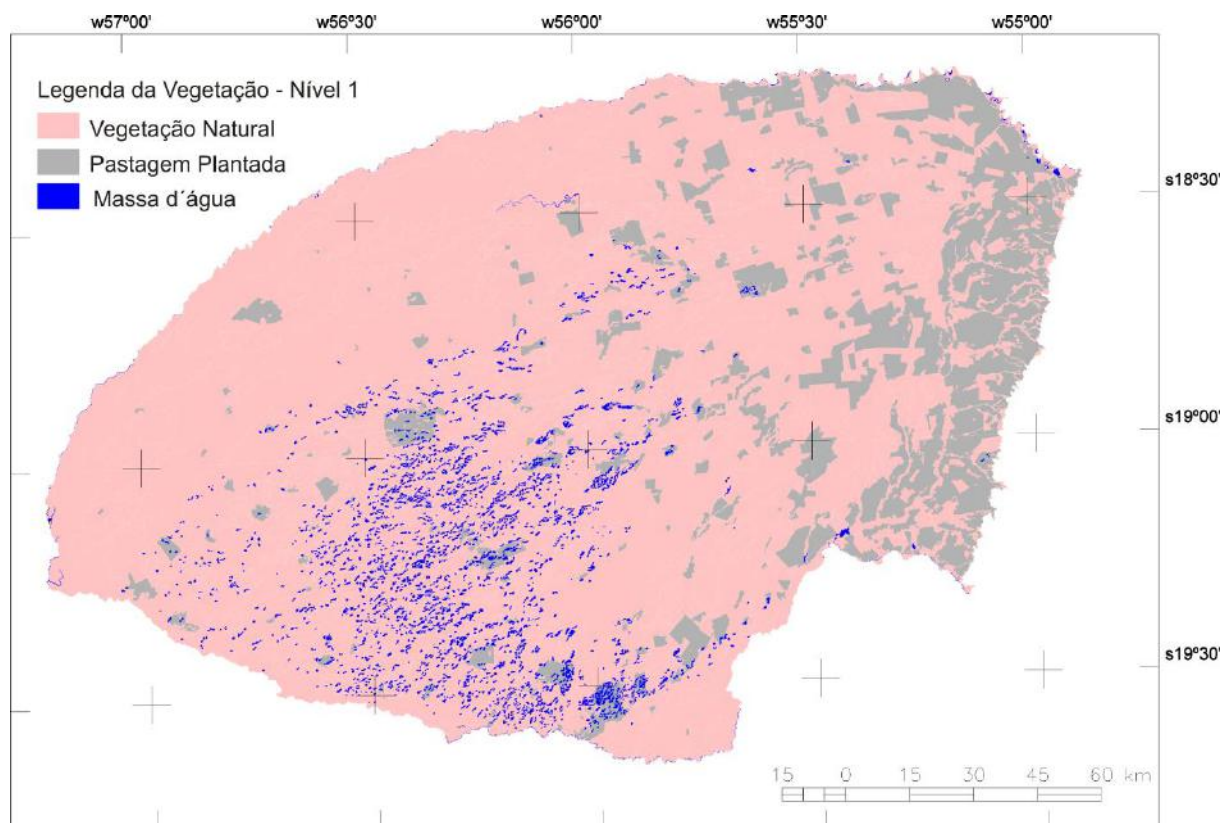 w57º00' w56º30' w56º00' w55º30' w55º00'
Legenda da Vegetação - Nível 1
Vegetação Natural
Pastagem Plantada
Massa d´água
s18º30'
s19º00'
s19º30'
15 0 15 30 45 60 km